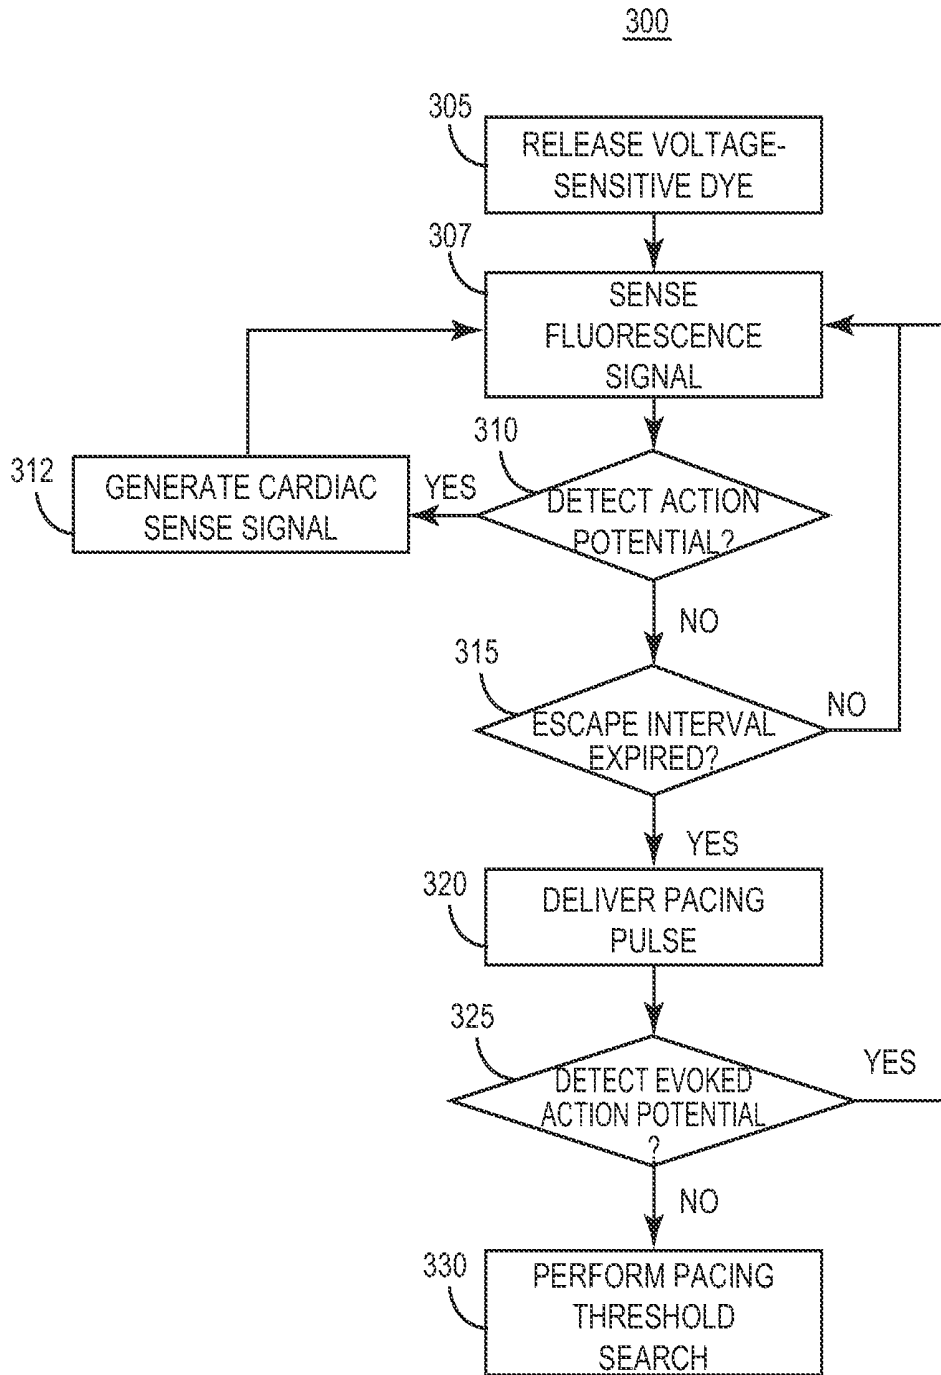 300
305
RELEASE VOLTAGE-
SENSITIVE DYE
307
SENSE
FLUORESCENCE
SIGNAL
310
DETECT ACTION
POTENTIAL?
YES
312
GENERATE CARDIAC
SENSE SIGNAL
NO
315
ESCAPE INTERVAL
EXPIRED?
NO
YES
320
DELIVER PACING
PULSE
325
DETECT EVOKED
ACTION POTENTIAL
?
YES
NO
330
PERFORM PACING
THRESHOLD
SEARCH